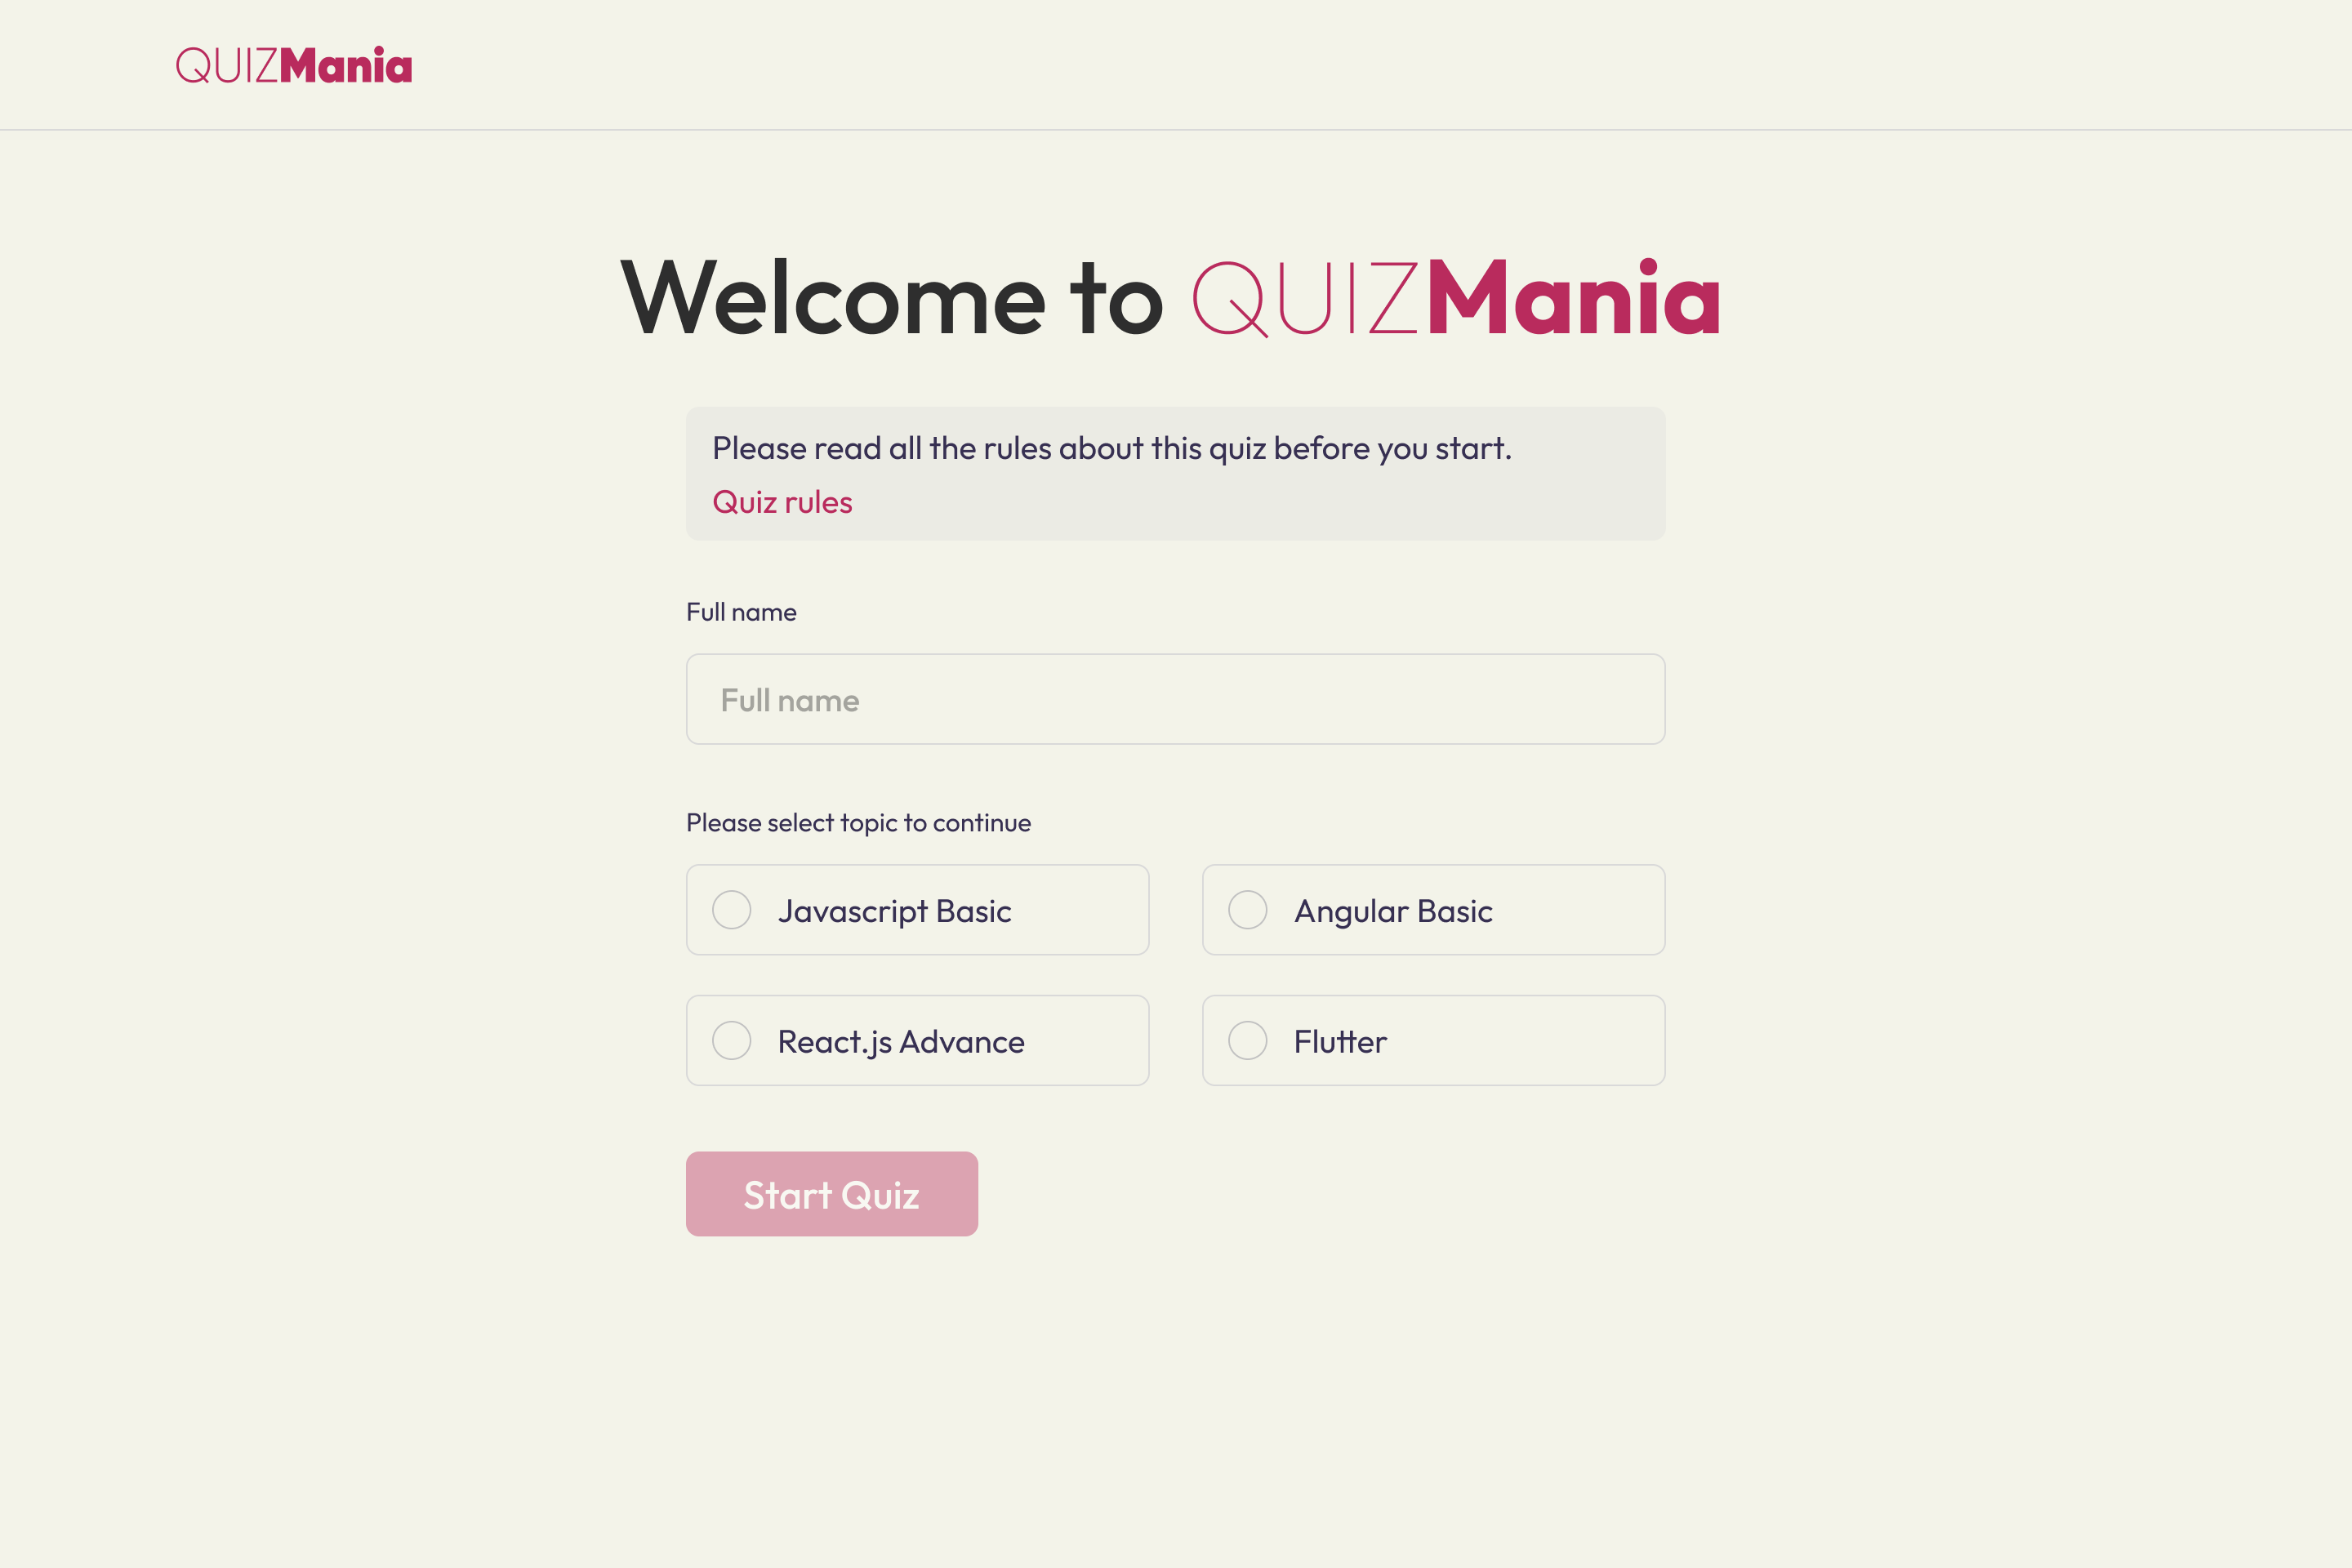 QUIZMania
Welcome to QUIZMania
Please read all the rules about this quiz before you start.
Quiz rules
Full name
Full name
Please select topic to continue
Javascript Basic
Angular Basic
React.js Advance
Flutter
Start Quiz